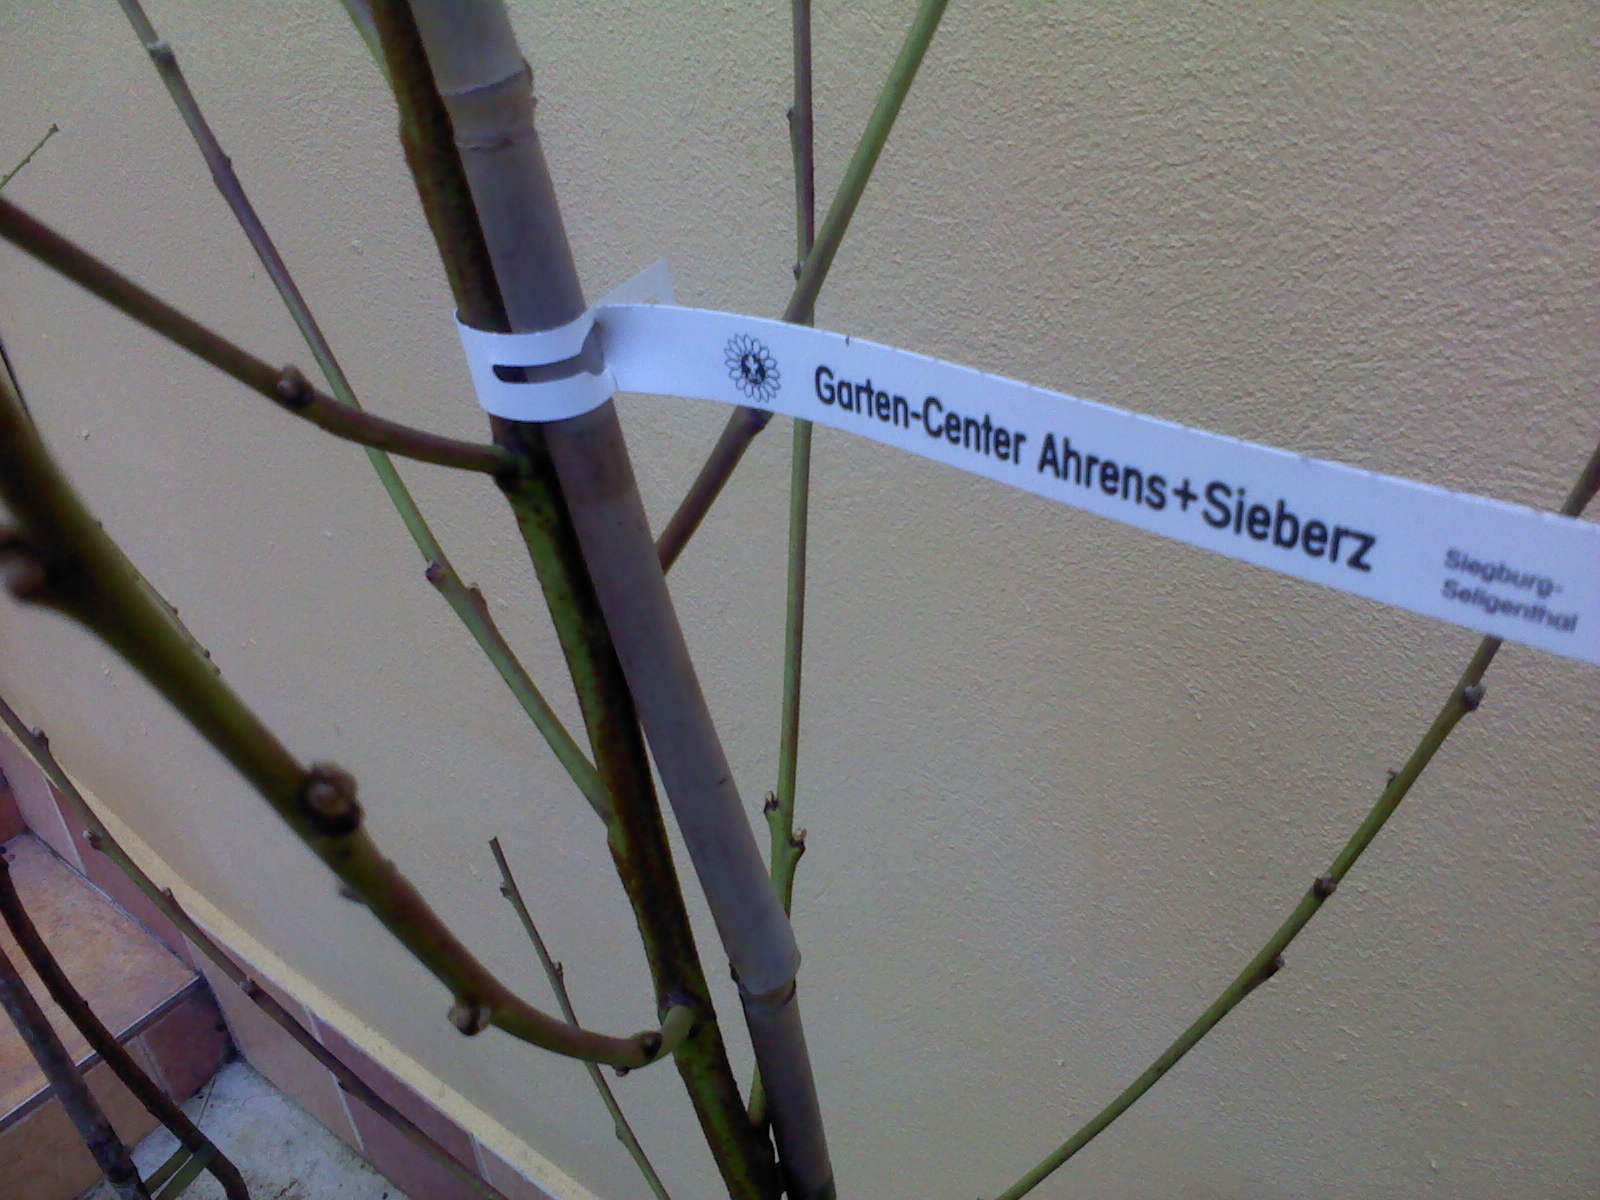 Garten-Center Ahrens+Sieberz
Siegburg-
Seligenthal